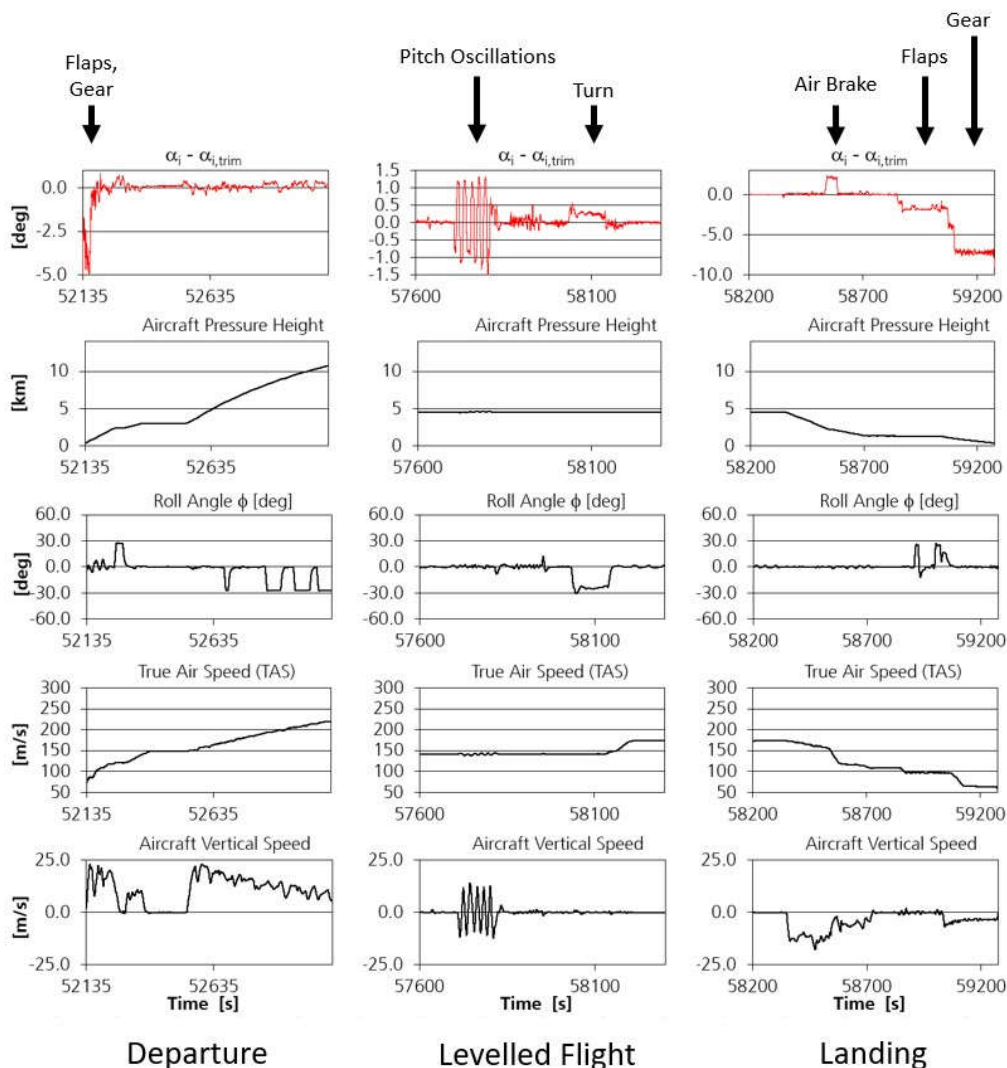 Gear
Flaps,
Gear
Pitch Oscillations
Flaps
Turn
Air Brake
αi - αi,trim
αi - αi,trim
αi - αi,trim
[deg]
0.0
-2.5
-5.0
52135 52635
1.5
1.0
0.5
0.0
-0.5
-1.0
-1.5
57600 58100
0.0
-5.0
-10.0
58200 58700 59200
Aircraft Pressure Height
Aircraft Pressure Height
Aircraft Pressure Height
[km]
10
5
0
52135 52635
10
5
0
57600 58100
10
5
0
58200 58700 59200
Roll Angle ϕ [deg]
Roll Angle ϕ [deg]
Roll Angle ϕ [deg]
[deg]
60.0
30.0
0.0
-30.0
-60.0
52135 52635
60.0
30.0
0.0
-30.0
-60.0
57600 58100
60.0
30.0
0.0
-30.0
-60.0
58200 58700 59200
True Air Speed (TAS)
True Air Speed (TAS)
True Air Speed (TAS)
[m/s]
300
250
200
150
100
50
52135 52635
300
250
200
150
100
50
57600 58100
300
250
200
150
100
50
58200 58700 59200
Aircraft Vertical Speed
Aircraft Vertical Speed
Aircraft Vertical Speed
[m/s]
25.0
0.0
-25.0
52135 52635
Time [s]
25.0
0.0
-25.0
57600 58100
Time [s]
25.0
0.0
-25.0
58200 58700 59200
Time [s]
Departure
Levelled Flight
Landing